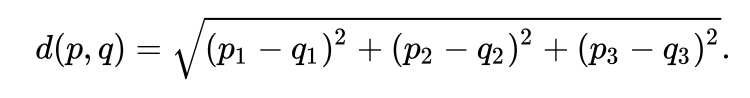 d(p, q) = √((p₁ − q₁)² + (p₂ − q₂)² + (p₃ − q₃)²).